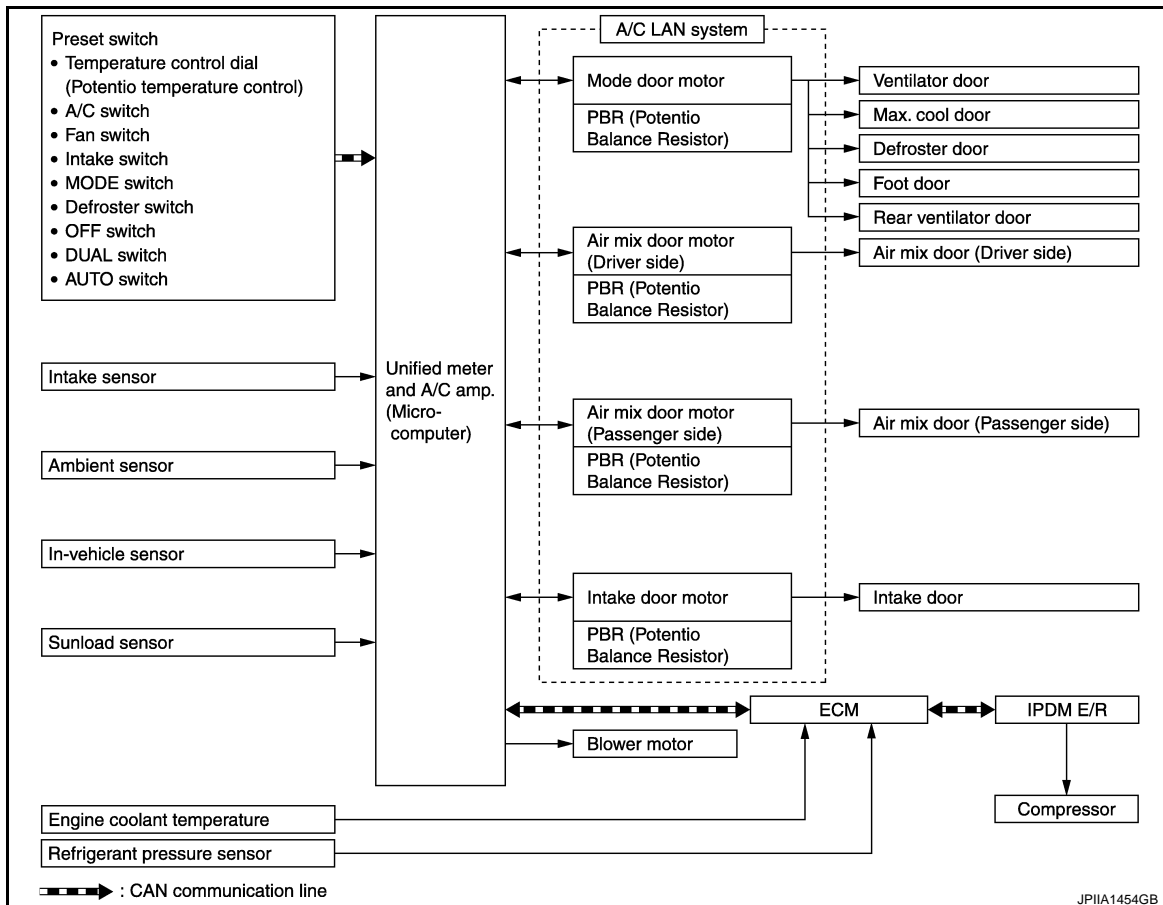 Preset switch
• Temperature control dial
(Potentio temperature control)
• A/C switch
• Fan switch
• Intake switch
• MODE switch
• Defroster switch
• OFF switch
• DUAL switch
• AUTO switch
Intake sensor
Ambient sensor
In-vehicle sensor
Sunload sensor
Unified meter
and A/C amp.
(Micro-
computer)
A/C LAN system
Mode door motor
PBR (Potentio
Balance Resistor)
Ventilator door
Max. cool door
Defroster door
Foot door
Rear ventilator door
Air mix door motor
(Driver side)
PBR (Potentio
Balance Resistor)
Air mix door (Driver side)
Air mix door motor
(Passenger side)
PBR (Potentio
Balance Resistor)
Air mix door (Passenger side)
Intake door motor
PBR (Potentio
Balance Resistor)
Intake door
ECM
IPDM E/R
Blower motor
Compressor
Engine coolant temperature
Refrigerant pressure sensor
: CAN communication line
JPIIA1454GB